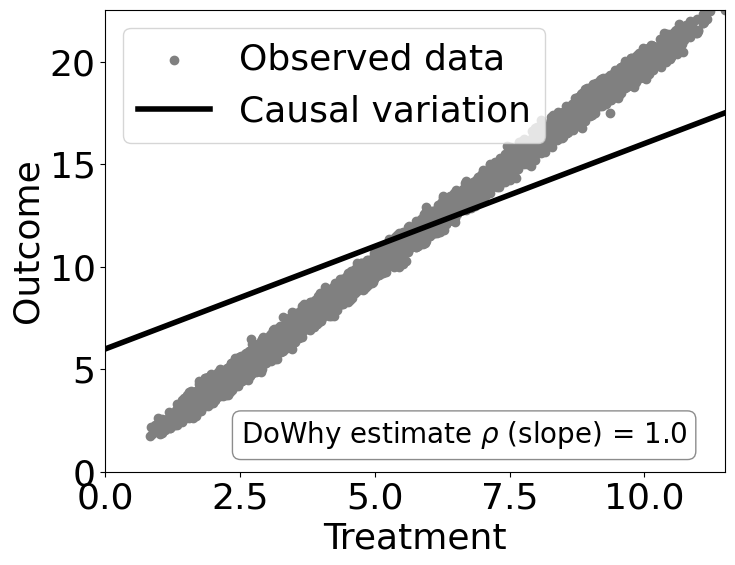 Observed data
Causal variation
20
15
10
5
0
Outcome
DoWhy estimate ρ (slope) = 1.0
0.0 2.5 5.0 7.5 10.0
Treatment